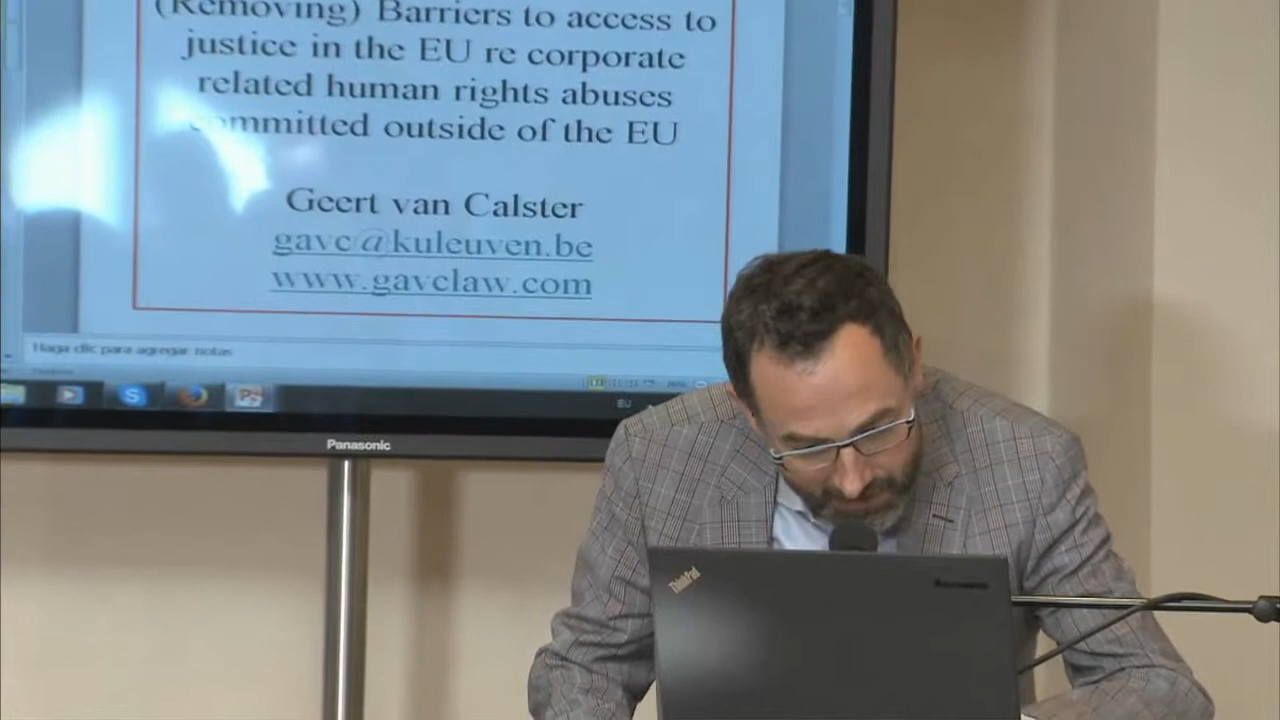 (Removing) Barriers to access to
justice in the EU re corporate
related human rights abuses
committed outside of the EU
Geert van Calster
gavc@kuleuven.be
www.gavclaw.com
Haga clic para agregar notas
EU
Panasonic
ThinkPad